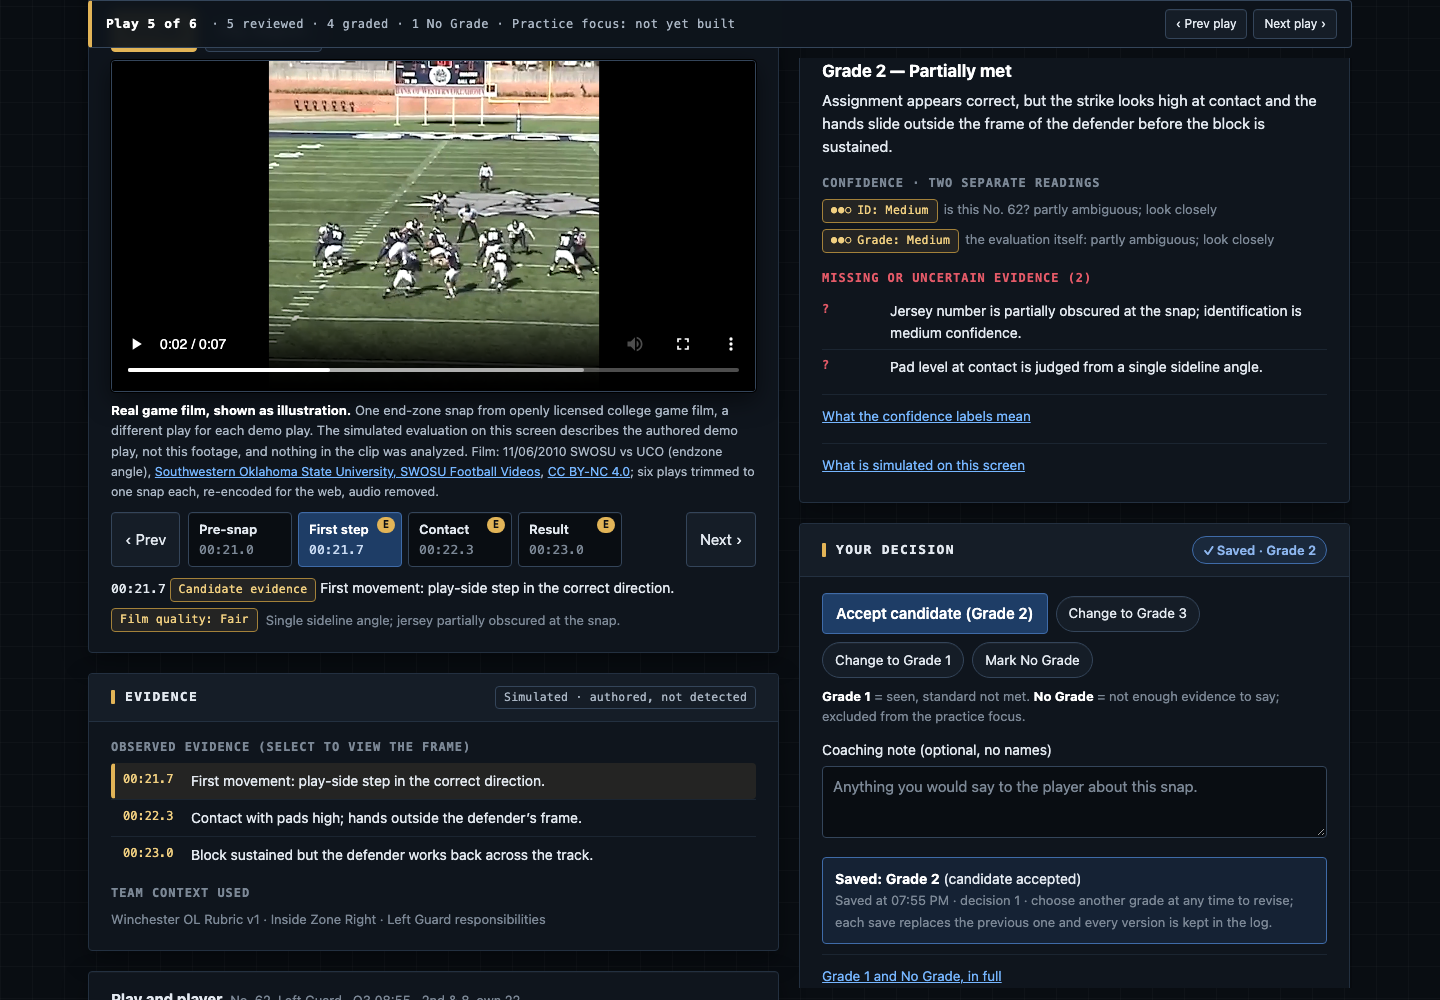 Play 5 of 6 · 5 reviewed · 4 graded · 1 No Grade · Practice focus: not yet built
‹ Prev play
Next play ›
0:02 / 0:07
Real game film, shown as illustration. One end-zone snap from openly licensed college game film, a
different play for each demo play. The simulated evaluation on this screen describes the authored demo
play, not this footage, and nothing in the clip was analyzed. Film: 11/06/2010 SWOSU vs UCO (endzone
angle), Southwestern Oklahoma State University, SWOSU Football Videos, CC BY-NC 4.0; six plays trimmed to
one snap each, re-encoded for the web, audio removed.
‹ Prev
Pre-snap
00:21.0
First step E
00:21.7
Contact E
00:22.3
Result E
00:23.0
Next ›
00:21.7 Candidate evidence First movement: play-side step in the correct direction.
Film quality: Fair Single sideline angle; jersey partially obscured at the snap.
EVIDENCE
Simulated · authored, not detected
OBSERVED EVIDENCE (SELECT TO VIEW THE FRAME)
00:21.7 First movement: play-side step in the correct direction.
00:22.3 Contact with pads high; hands outside the defender’s frame.
00:23.0 Block sustained but the defender works back across the track.
TEAM CONTEXT USED
Winchester OL Rubric v1 · Inside Zone Right · Left Guard responsibilities
Play and player No. 62, Left Guard · Q3 08:55 · 2nd & 8, own 22
Grade 2 — Partially met
Assignment appears correct, but the strike looks high at contact and the
hands slide outside the frame of the defender before the block is
sustained.
CONFIDENCE · TWO SEPARATE READINGS
ID: Medium is this No. 62? partly ambiguous; look closely
Grade: Medium the evaluation itself: partly ambiguous; look closely
MISSING OR UNCERTAIN EVIDENCE (2)
? Jersey number is partially obscured at the snap; identification is
medium confidence.
? Pad level at contact is judged from a single sideline angle.
What the confidence labels mean
What is simulated on this screen
YOUR DECISION
✓ Saved · Grade 2
Accept candidate (Grade 2)
Change to Grade 3
Change to Grade 1
Mark No Grade
Grade 1 = seen, standard not met. No Grade = not enough evidence to say;
excluded from the practice focus.
Coaching note (optional, no names)
Anything you would say to the player about this snap.
Saved: Grade 2 (candidate accepted)
Saved at 07:55 PM · decision 1 · choose another grade at any time to revise;
each save replaces the previous one and every version is kept in the log.
Grade 1 and No Grade, in full